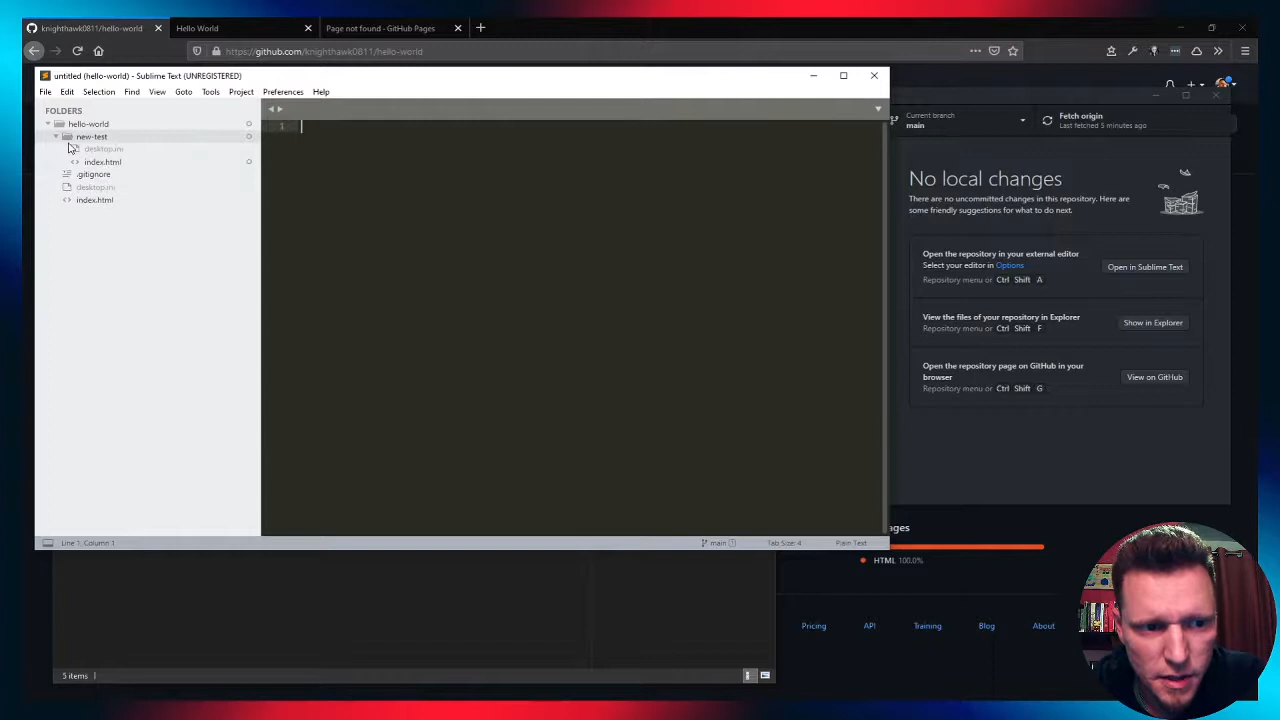 knighthawk0811/hello-world
Hello World
Page not found · GitHub Pages
https://github.com/knighthawk0811/hello-world
untitled (hello-world) - Sublime Text (UNREGISTERED)
File Edit Selection Find View Goto Tools Project Preferences Help
FOLDERS
hello-world
new-test
desktop.ini
index.html
.gitignore
desktop.ini
index.html
1
Line 1, Column 1
main 1
Tab Size: 4
Plain Text
Current branch
main
Fetch origin
Last fetched 5 minutes ago
No local changes
There are no uncommitted changes in this repository. Here are
some friendly suggestions for what to do next.
Open the repository in your external editor
Select your editor in Options
Repository menu or Ctrl Shift A
Open in Sublime Text
View the files of your repository in Explorer
Repository menu or Ctrl Shift F
Show in Explorer
Open the repository page on GitHub in your
browser
Repository menu or Ctrl Shift G
View on GitHub
ages
HTML 100.0%
Pricing API Training Blog About
5 items